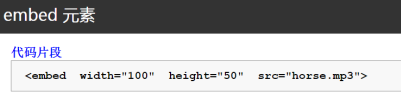 embed 元素
代码片段
<embed  width="100"  height="50"  src="horse.mp3">